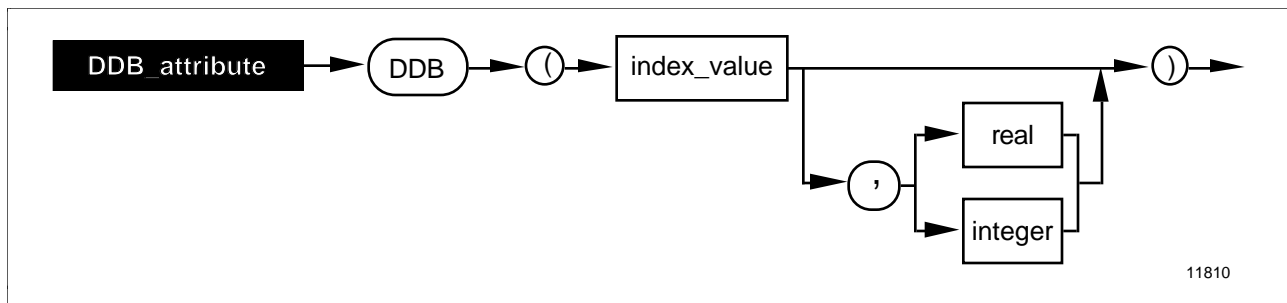 DDB_attribute
DDB
(
index_value
)
real
,
integer
11810